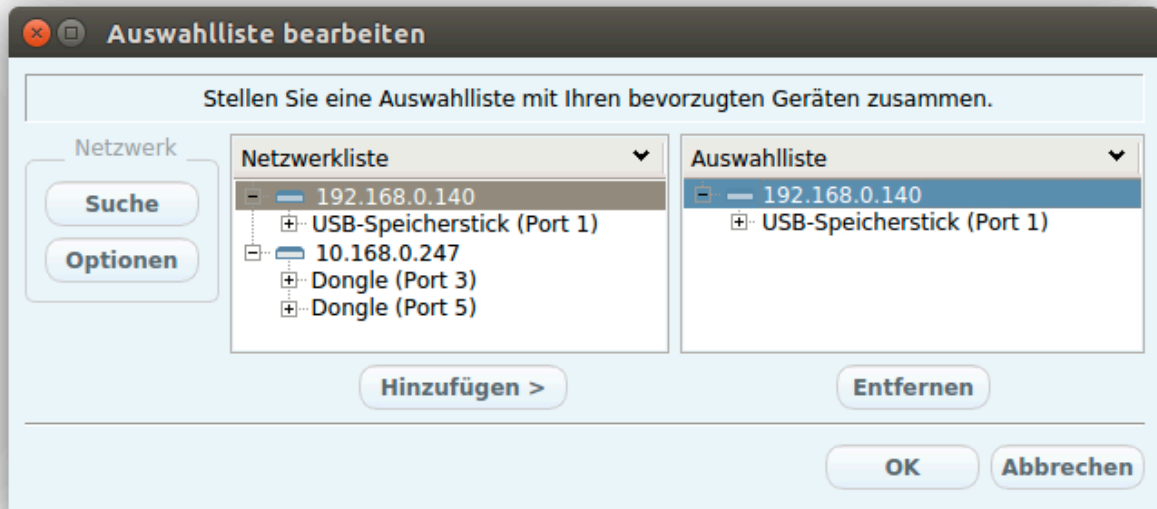 Auswahlliste bearbeiten
Stellen Sie eine Auswahlliste mit Ihren bevorzugten Geräten zusammen.
Netzwerk
Suche
Optionen
Netzwerkliste
192.168.0.140
USB-Speicherstick (Port 1)
10.168.0.247
Dongle (Port 3)
Dongle (Port 5)
Hinzufügen >
Auswahlliste
192.168.0.140
USB-Speicherstick (Port 1)
Entfernen
OK
Abbrechen